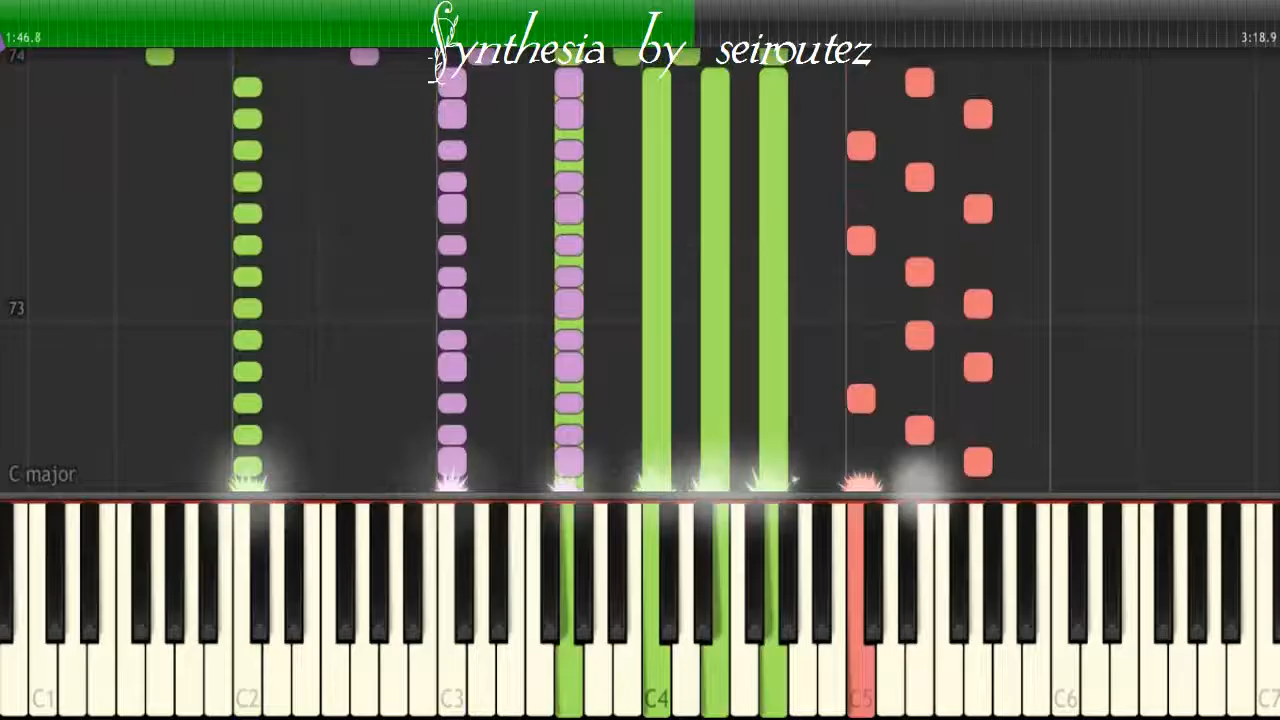 Synthesia by seiroutez
1:46.8
3:18.9
74
73
C major
C1 C2 C3 C4 C5 C6 C7